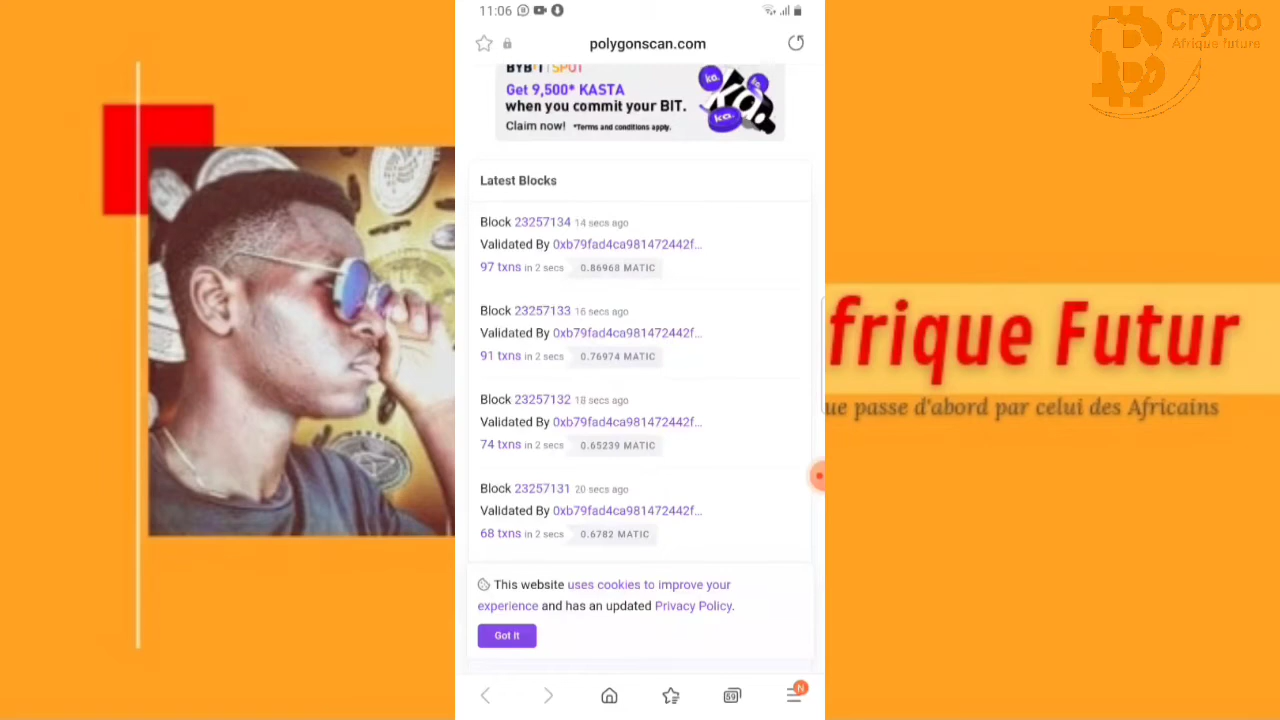 11:06
polygonscan.com
BYBIT | SPOT
Get 9,500* KASTA
when you commit your BIT.
Claim now! *Terms and conditions apply.
ka.
ka.
Latest Blocks
Block 23257134 14 secs ago
Validated By 0xb79fad4ca981472442f...
97 txns in 2 secs 0.86968 MATIC
Block 23257133 16 secs ago
Validated By 0xb79fad4ca981472442f...
91 txns in 2 secs 0.76974 MATIC
Block 23257132 18 secs ago
Validated By 0xb79fad4ca981472442f...
74 txns in 2 secs 0.65239 MATIC
Block 23257131 20 secs ago
Validated By 0xb79fad4ca981472442f...
68 txns in 2 secs 0.6782 MATIC
This website uses cookies to improve your
experience and has an updated Privacy Policy.
Got it
59
N
Crypto
Afrique future
frique Futur
ue passe d'abord par celui des Africains